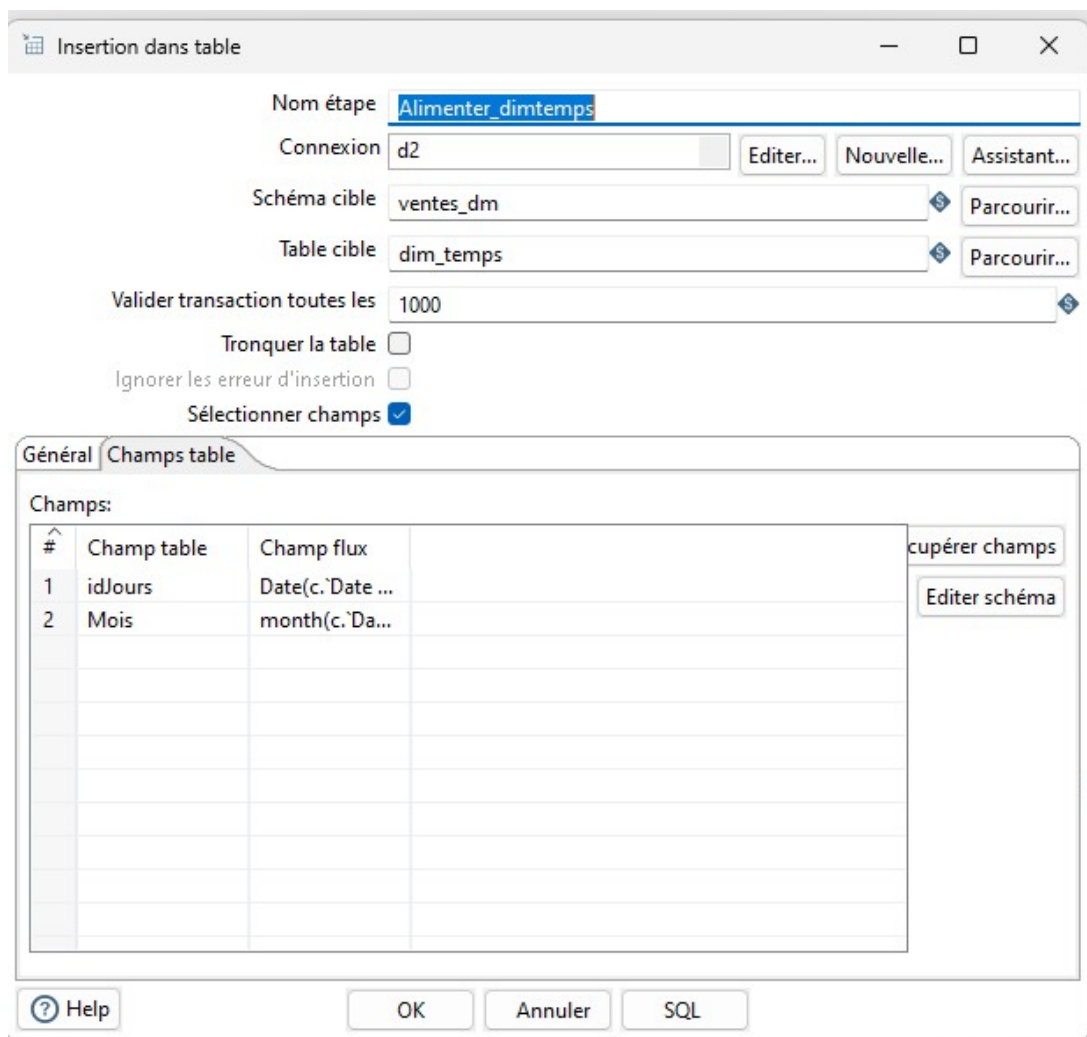 Insertion dans table
Nom étape Alimenter_dimtemps
Connexion d2 Editer... Nouvelle... Assistant...
Schéma cible ventes_dm Parcourir...
Table cible dim_temps Parcourir...
Valider transaction toutes les 1000
Tronquer la table
Ignorer les erreur d'insertion
Sélectionner champs
Général Champs table
Champs:
# Champ table Champ flux cupérer champs
1 idJours Date(c.`Date ...
2 Mois month(c.`Da... Editer schéma
Help OK Annuler SQL